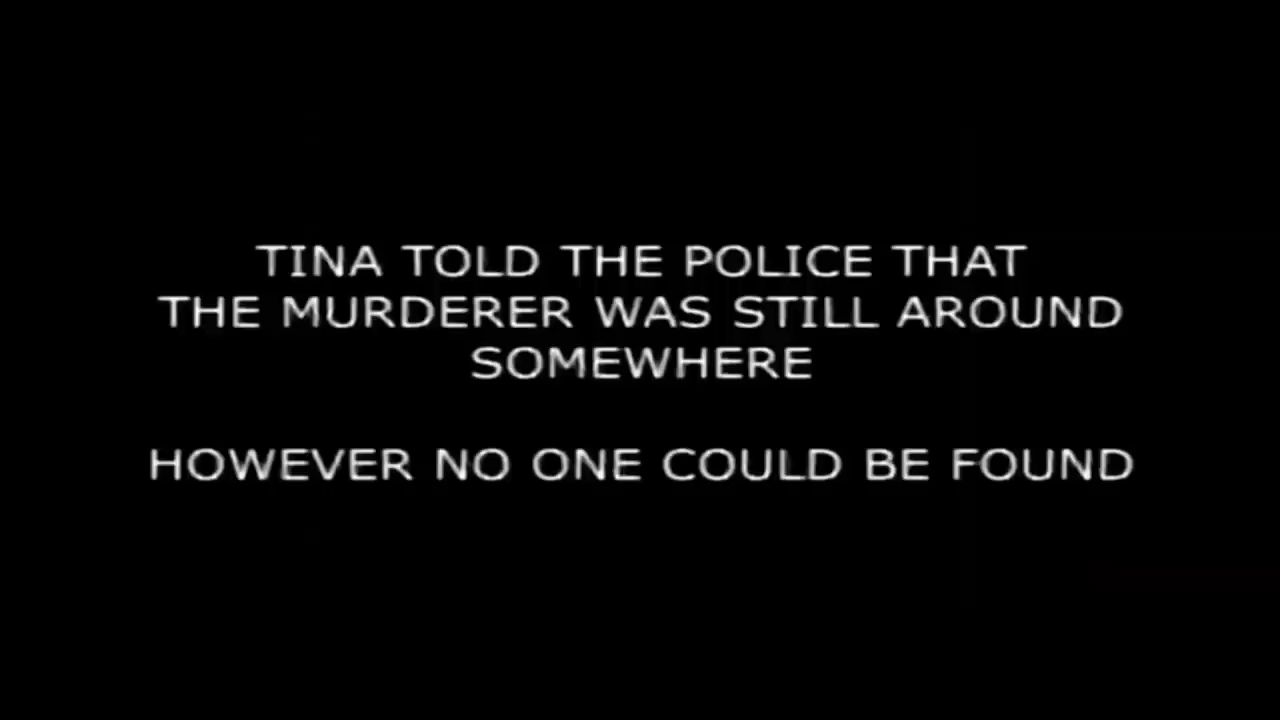 TINA TOLD THE POLICE THAT
THE MURDERER WAS STILL AROUND
SOMEWHERE
HOWEVER NO ONE COULD BE FOUND